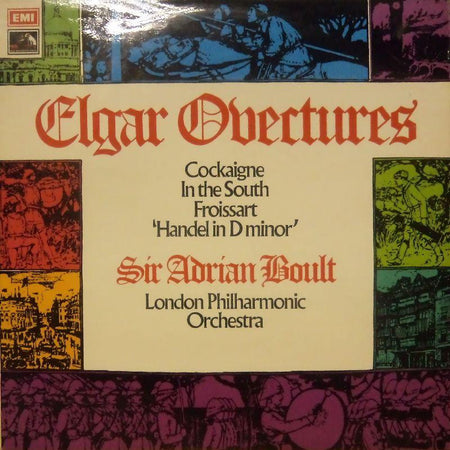 EMI
Elgar Overtures
Cockaigne
In the South
Froissart
'Handel in D minor'
Sir Adrian Boult
London Philharmonic
Orchestra